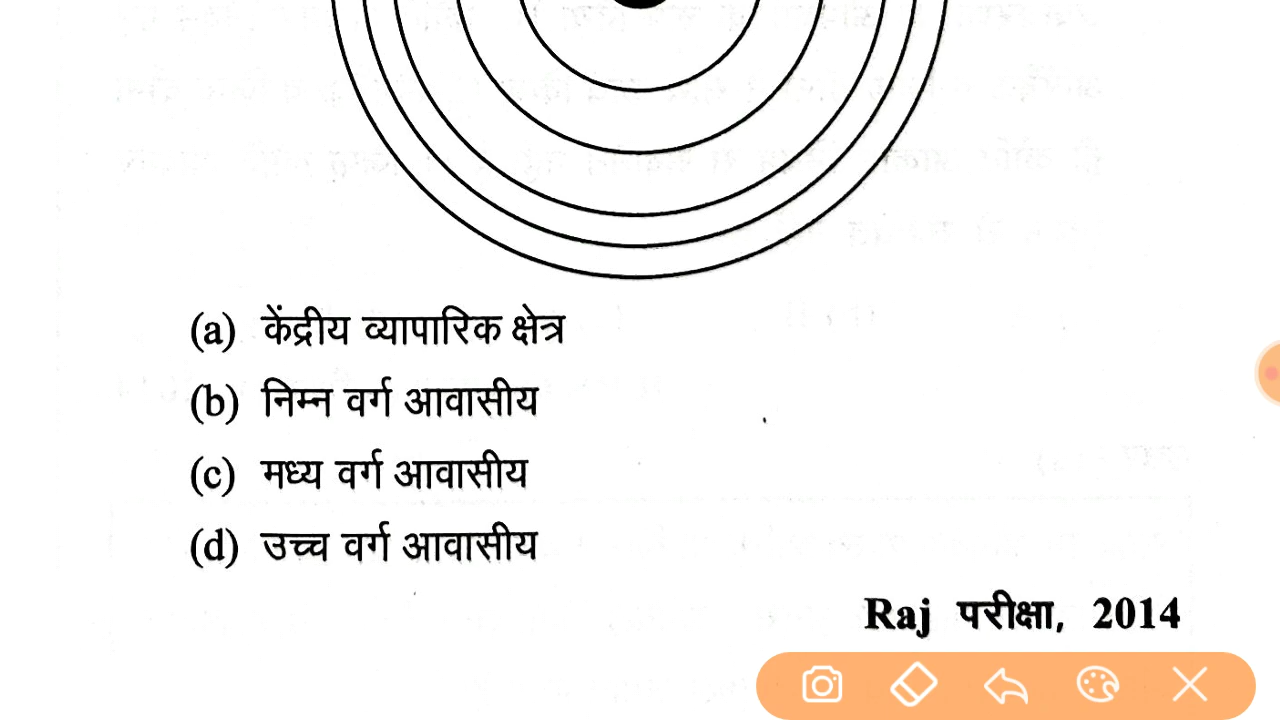 (a) केंद्रीय व्यापारिक क्षेत्र
(b) निम्न वर्ग आवासीय
(c) मध्य वर्ग आवासीय
(d) उच्च वर्ग आवासीय
Raj परीक्षा, 2014